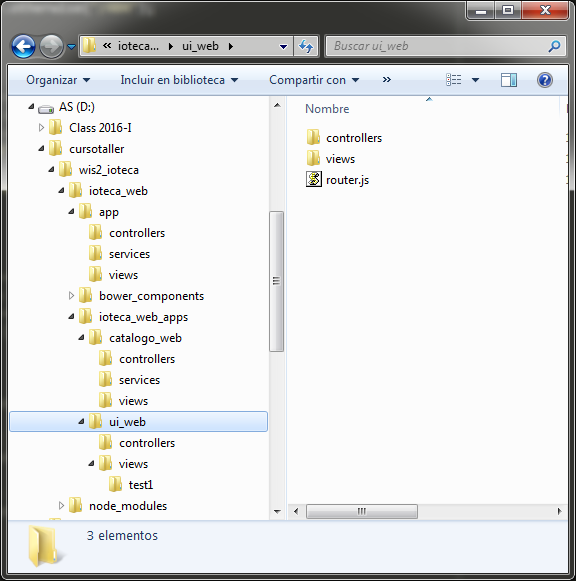 « ioteca... ▸ ui_web ▸
Buscar ui_web
Organizar
Incluir en biblioteca
Compartir con
»
AS (D:)
Class 2016-I
cursotaller
wis2_ioteca
ioteca_web
app
controllers
services
views
bower_components
ioteca_web_apps
catalogo_web
controllers
services
views
ui_web
controllers
views
test1
node_modules
Nombre
controllers
views
router.js
3 elementos